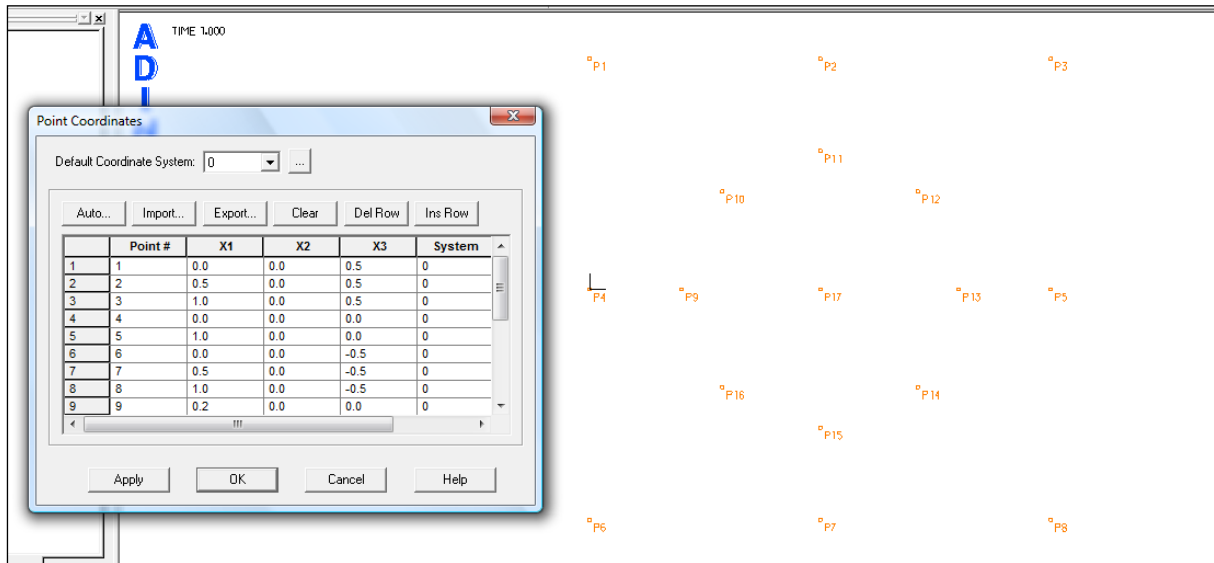 TIME 1.000
A
D
I
Point Coordinates
Default Coordinate System: 0 ...
Auto... Import... Export... Clear Del Row Ins Row
Point # X1 X2 X3 System
1 1 0.0 0.0 0.5 0
2 2 0.5 0.0 0.5 0
3 3 1.0 0.0 0.5 0
4 4 0.0 0.0 0.0 0
5 5 1.0 0.0 0.0 0
6 6 0.0 0.0 -0.5 0
7 7 0.5 0.0 -0.5 0
8 8 1.0 0.0 -0.5 0
9 9 0.2 0.0 0.0 0
Apply OK Cancel Help
P1 P2 P3
P11
P10 P12
P4 P9 P17 P13 P5
P16 P14
P15
P6 P7 P8